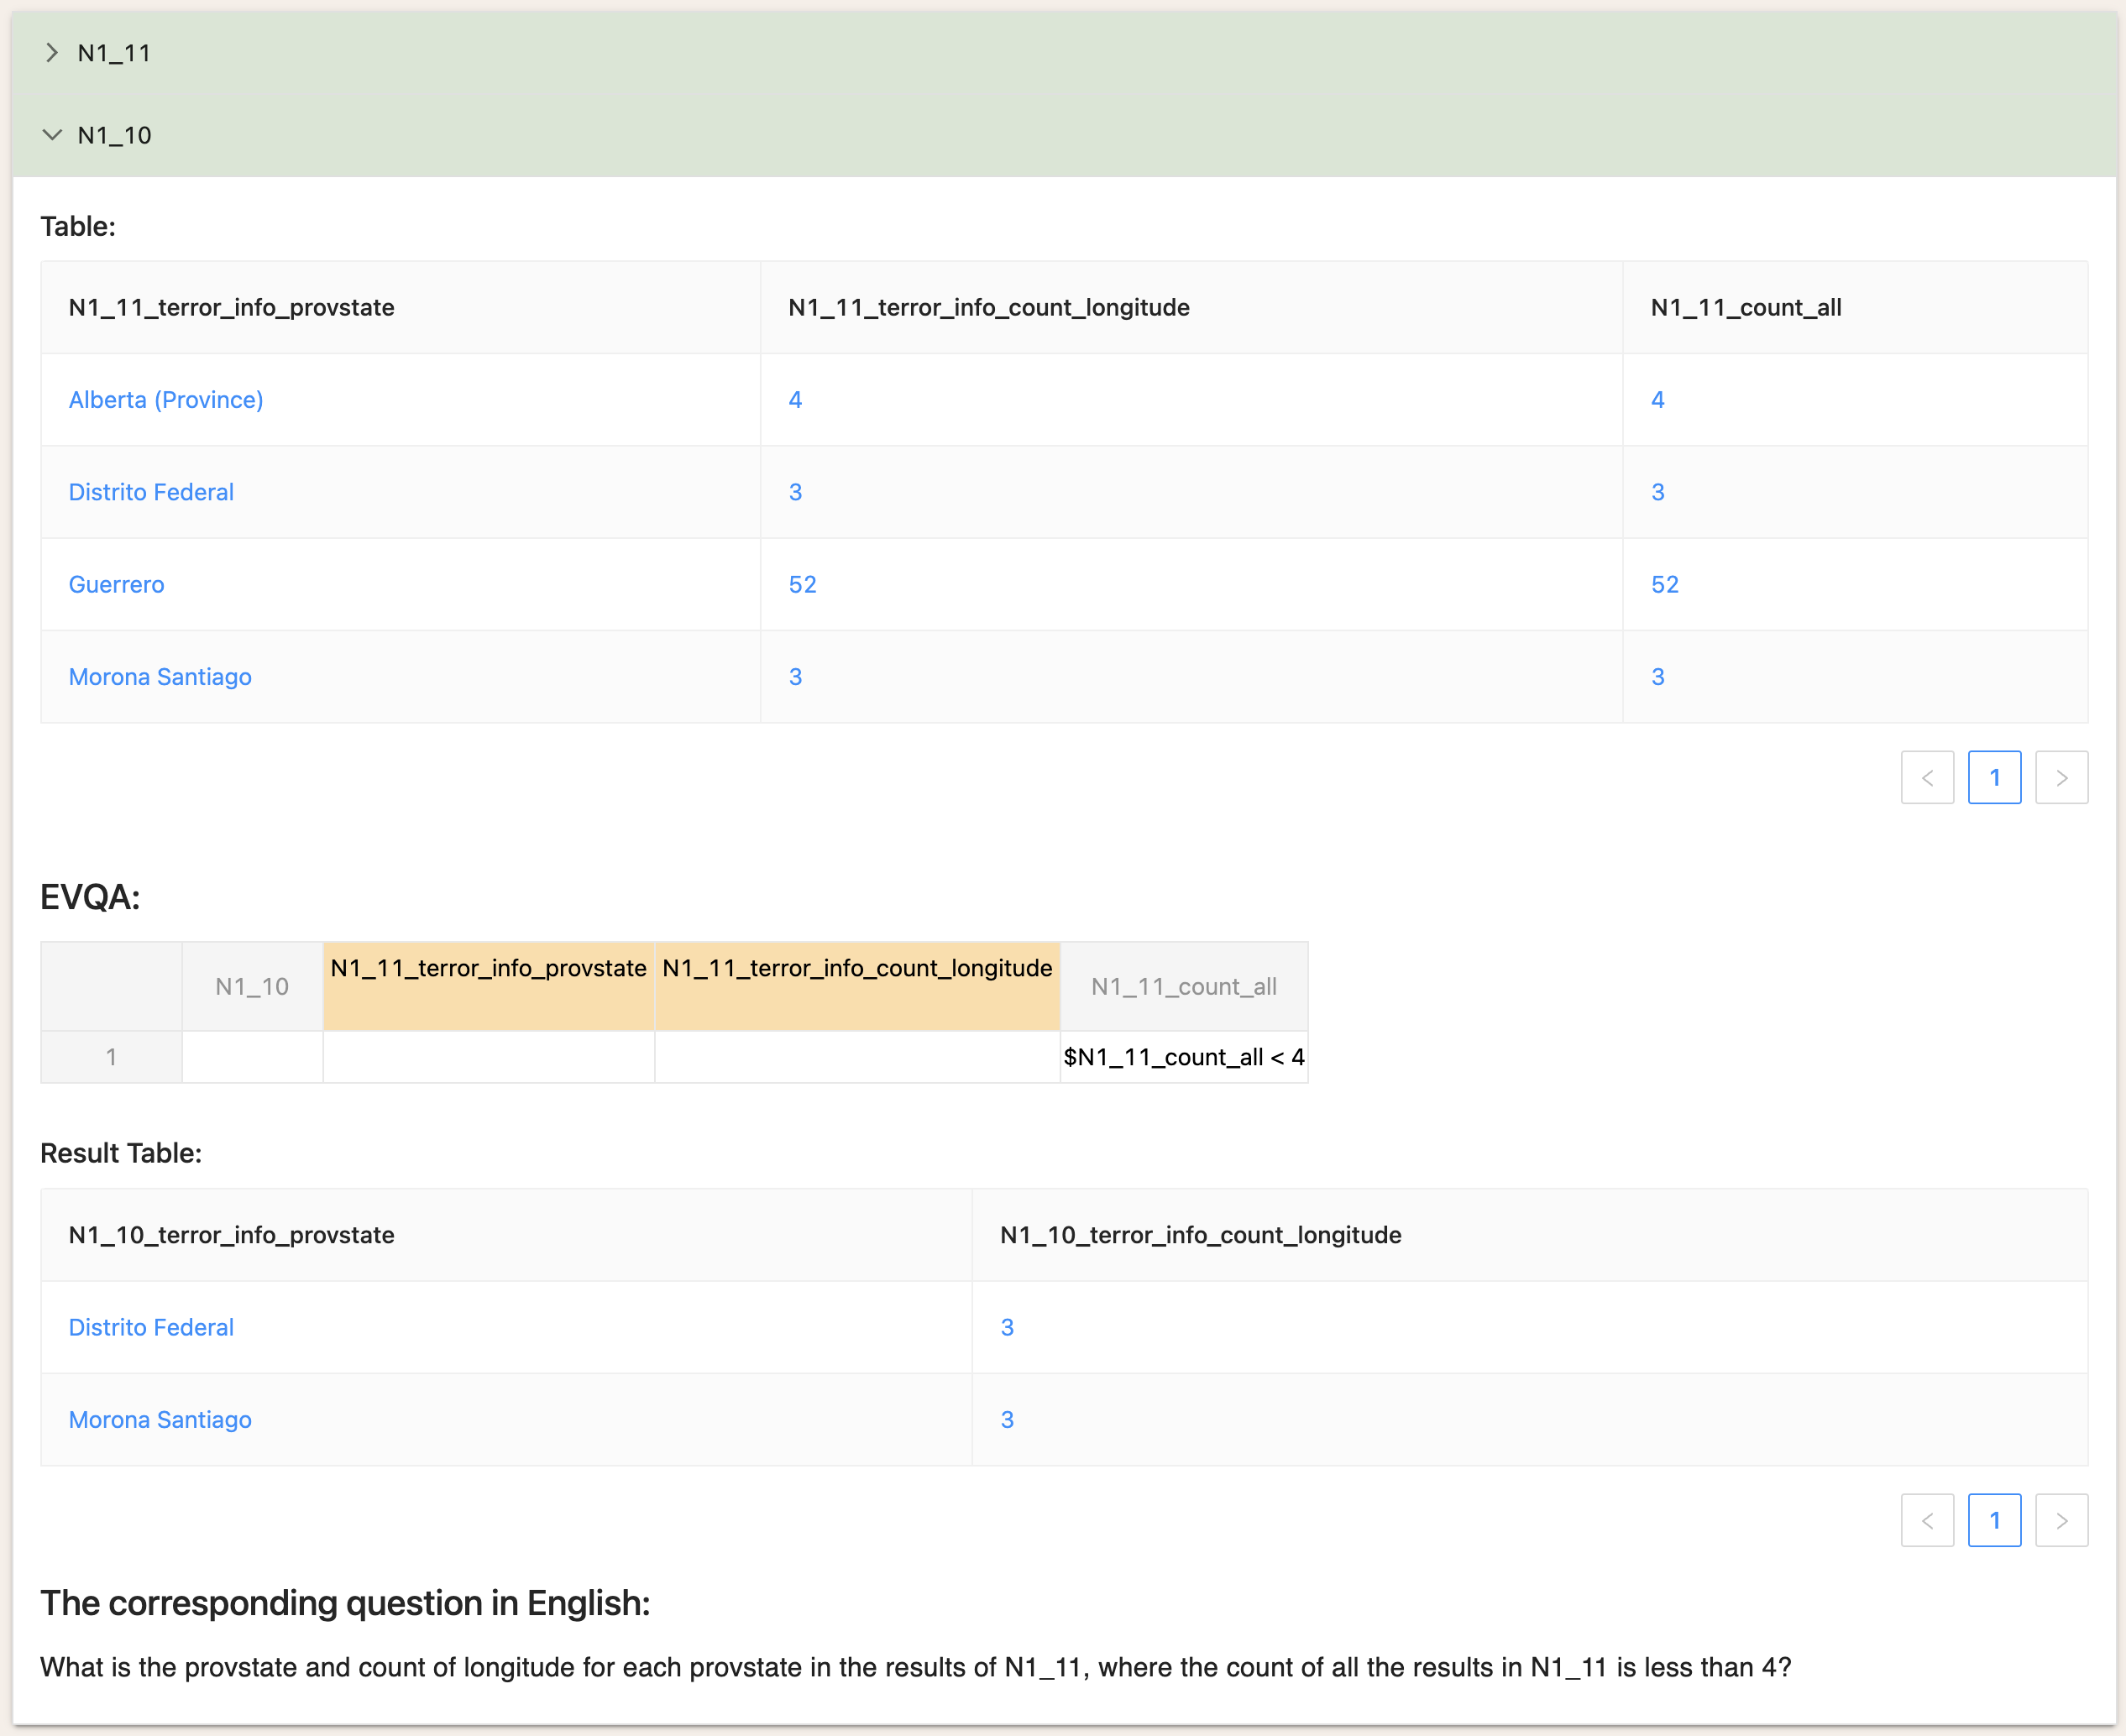 N1_11
N1_10
Table:
N1_11_terror_info_provstate N1_11_terror_info_count_longitude N1_11_count_all
Alberta (Province) 4 4
Distrito Federal 3 3
Guerrero 52 52
Morona Santiago 3 3
< 1 >
EVQA:
N1_10 N1_11_terror_info_provstate N1_11_terror_info_count_longitude N1_11_count_all
1 $N1_11_count_all < 4
Result Table:
N1_10_terror_info_provstate N1_10_terror_info_count_longitude
Distrito Federal 3
Morona Santiago 3
< 1 >
The corresponding question in English:
What is the provstate and count of longitude for each provstate in the results of N1_11, where the count of all the results in N1_11 is less than 4?